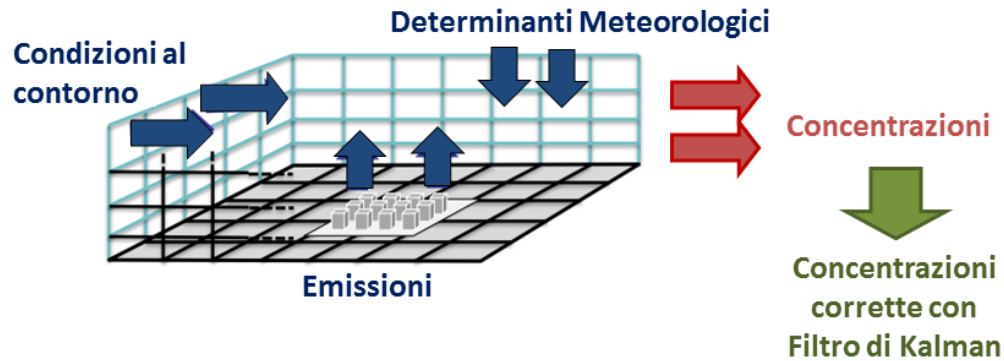 Determinanti Meteorologici
Condizioni al
contorno
Concentrazioni
Emissioni
Concentrazioni
corrette con
Filtro di Kalman